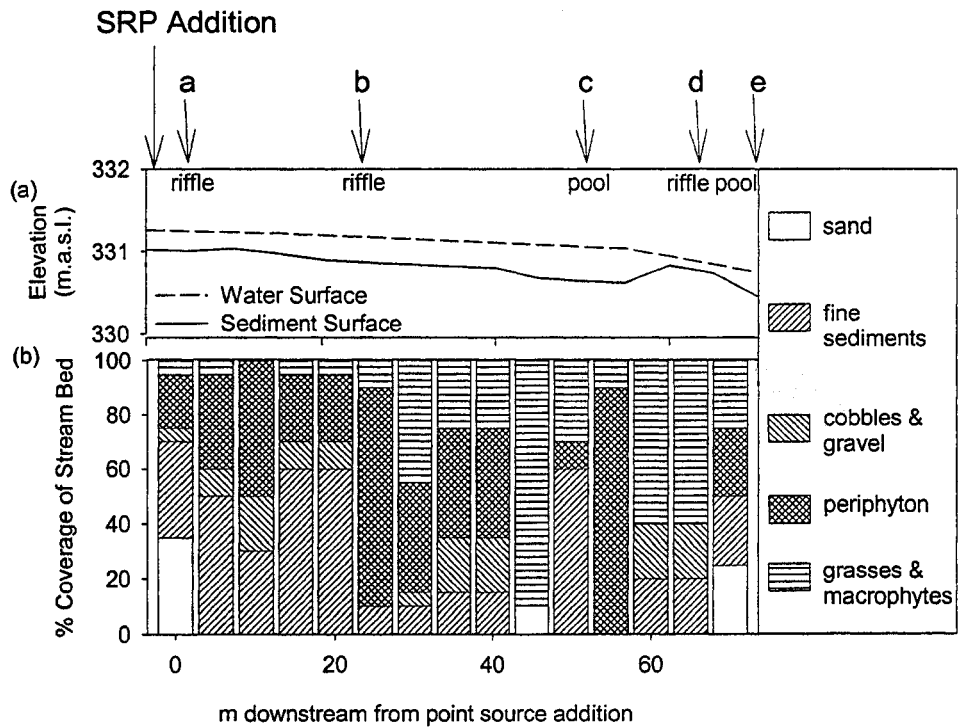 SRP Addition
a b c d e
332
riffle riffle pool riffle pool
(a)
Elevation
(m.a.s.l.)
331
330
Water Surface
Sediment Surface
(b)
% Coverage of Stream Bed
100
80
60
40
20
0
0 20 40 60
m downstream from point source addition
sand
fine
sediments
cobbles &
gravel
periphyton
grasses &
macrophytes